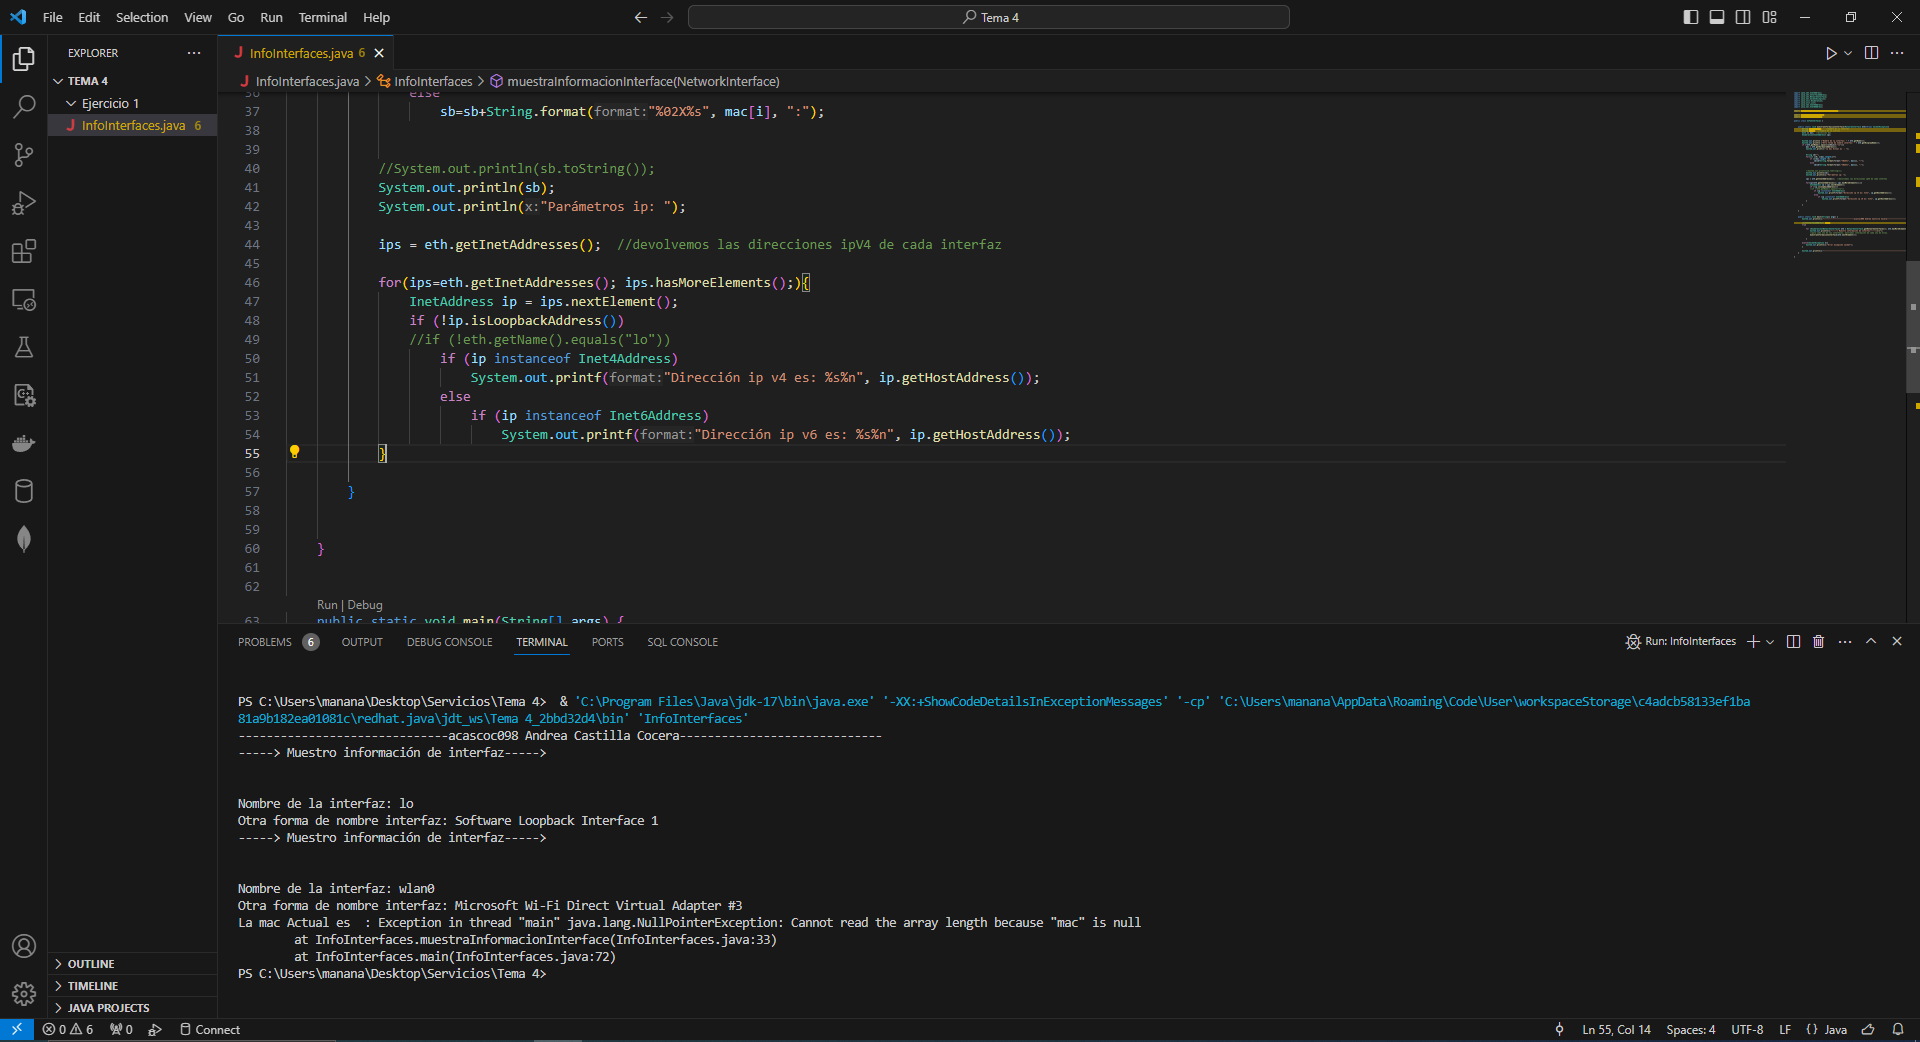 File Edit Selection View Go Run Terminal Help
Tema 4
EXPLORER
TEMA 4
Ejercicio 1
InfoInterfaces.java 6
OUTLINE
TIMELINE
JAVA PROJECTS
InfoInterfaces.java 6
InfoInterfaces.java > InfoInterfaces > muestraInformacionInterface(NetworkInterface)
36 else
37 sb=sb+String.format(format:"%02X%s", mac[i], ":");
38
39
40 //System.out.println(sb.toString());
41 System.out.println(sb);
42 System.out.println(x:"Parámetros ip: ");
43
44 ips = eth.getInetAddresses();  //devolvemos las direcciones ipV4 de cada interfaz
45
46 for(ips=eth.getInetAddresses(); ips.hasMoreElements();){
47 InetAddress ip = ips.nextElement();
48 if (!ip.isLoopbackAddress())
49 //if (!eth.getName().equals("lo"))
50 if (ip instanceof Inet4Address)
51 System.out.printf(format:"Dirección ip v4 es: %s%n", ip.getHostAddress());
52 else
53 if (ip instanceof Inet6Address)
54 System.out.printf(format:"Dirección ip v6 es: %s%n", ip.getHostAddress());
55 }
56
57 }
58
59
60 }
61
62
Run | Debug
63 public static void main(String[] args) {
PROBLEMS 6 OUTPUT DEBUG CONSOLE TERMINAL PORTS SQL CONSOLE
Run: InfoInterfaces
PS C:\Users\manana\Desktop\Servicios\Tema 4>  & 'C:\Program Files\Java\jdk-17\bin\java.exe' '-XX:+ShowCodeDetailsInExceptionMessages' '-cp' 'C:\Users\manana\AppData\Roaming\Code\User\workspaceStorage\c4adcb58133ef1ba
81a9b182ea01081c\redhat.java\jdt_ws\Tema 4_2bbd32d4\bin' 'InfoInterfaces'
------------------------------acascoc098 Andrea Castilla Cocera-----------------------------
-----> Muestro información de interfaz----->
Nombre de la interfaz: lo
Otra forma de nombre interfaz: Software Loopback Interface 1
-----> Muestro información de interfaz----->
Nombre de la interfaz: wlan0
Otra forma de nombre interfaz: Microsoft Wi-Fi Direct Virtual Adapter #3
La mac Actual es  : Exception in thread "main" java.lang.NullPointerException: Cannot read the array length because "mac" is null
at InfoInterfaces.muestraInformacionInterface(InfoInterfaces.java:33)
at InfoInterfaces.main(InfoInterfaces.java:72)
PS C:\Users\manana\Desktop\Servicios\Tema 4>
0 6 0 Connect
Ln 55, Col 14 Spaces: 4 UTF-8 LF {} Java